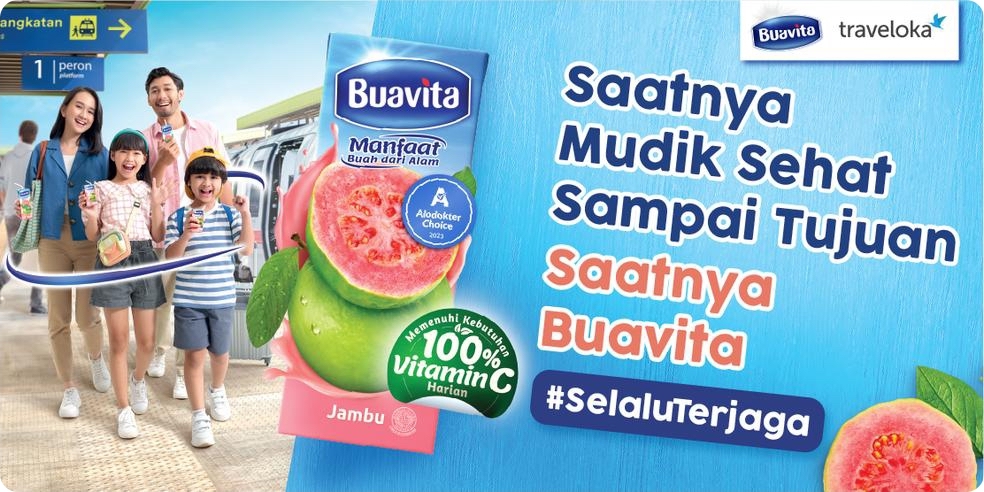 angkatan
1 peron
platform
Buavita
Manfaat
Buah dari Alam
Alodokter
Choice
2023
Memenuhi Kebutuhan
100%
Vitamin C
Harian
Jambu
Buavita traveloka
Saatnya
Mudik Sehat
Sampai Tujuan
Saatnya
Buavita
#SelaluTerjaga